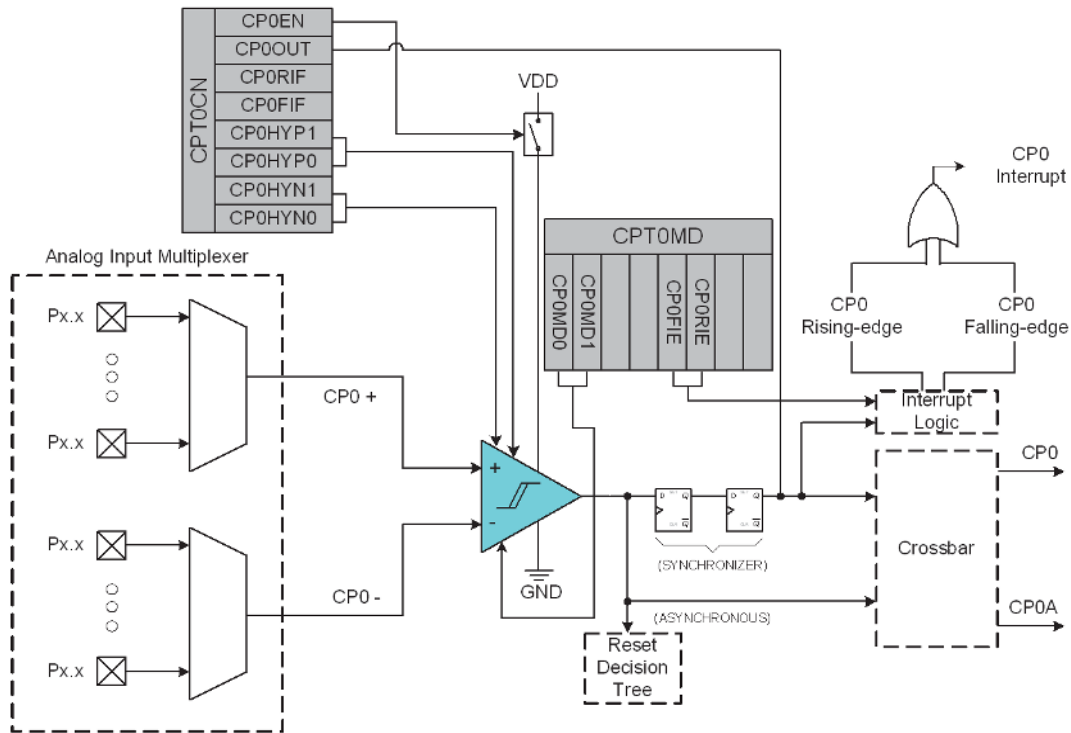 CPT0CN
CP0EN
CP0OUT
CP0RIF
CP0FIF
CP0HYP1
CP0HYP0
CP0HYN1
CP0HYN0
VDD
CPT0MD
CP0MD0
CP0MD1
CP0FIE
CP0RIE
CP0
Interrupt
CP0
Rising-edge
CP0
Falling-edge
Interrupt
Logic
Analog Input Multiplexer
Px.x
Px.x
Px.x
Px.x
CP0 +
CP0 -
+
-
GND
D
Q
Q
D
Q
Q
(SYNCHRONIZER)
(ASYNCHRONOUS)
Reset
Decision
Tree
Crossbar
CP0
CP0A